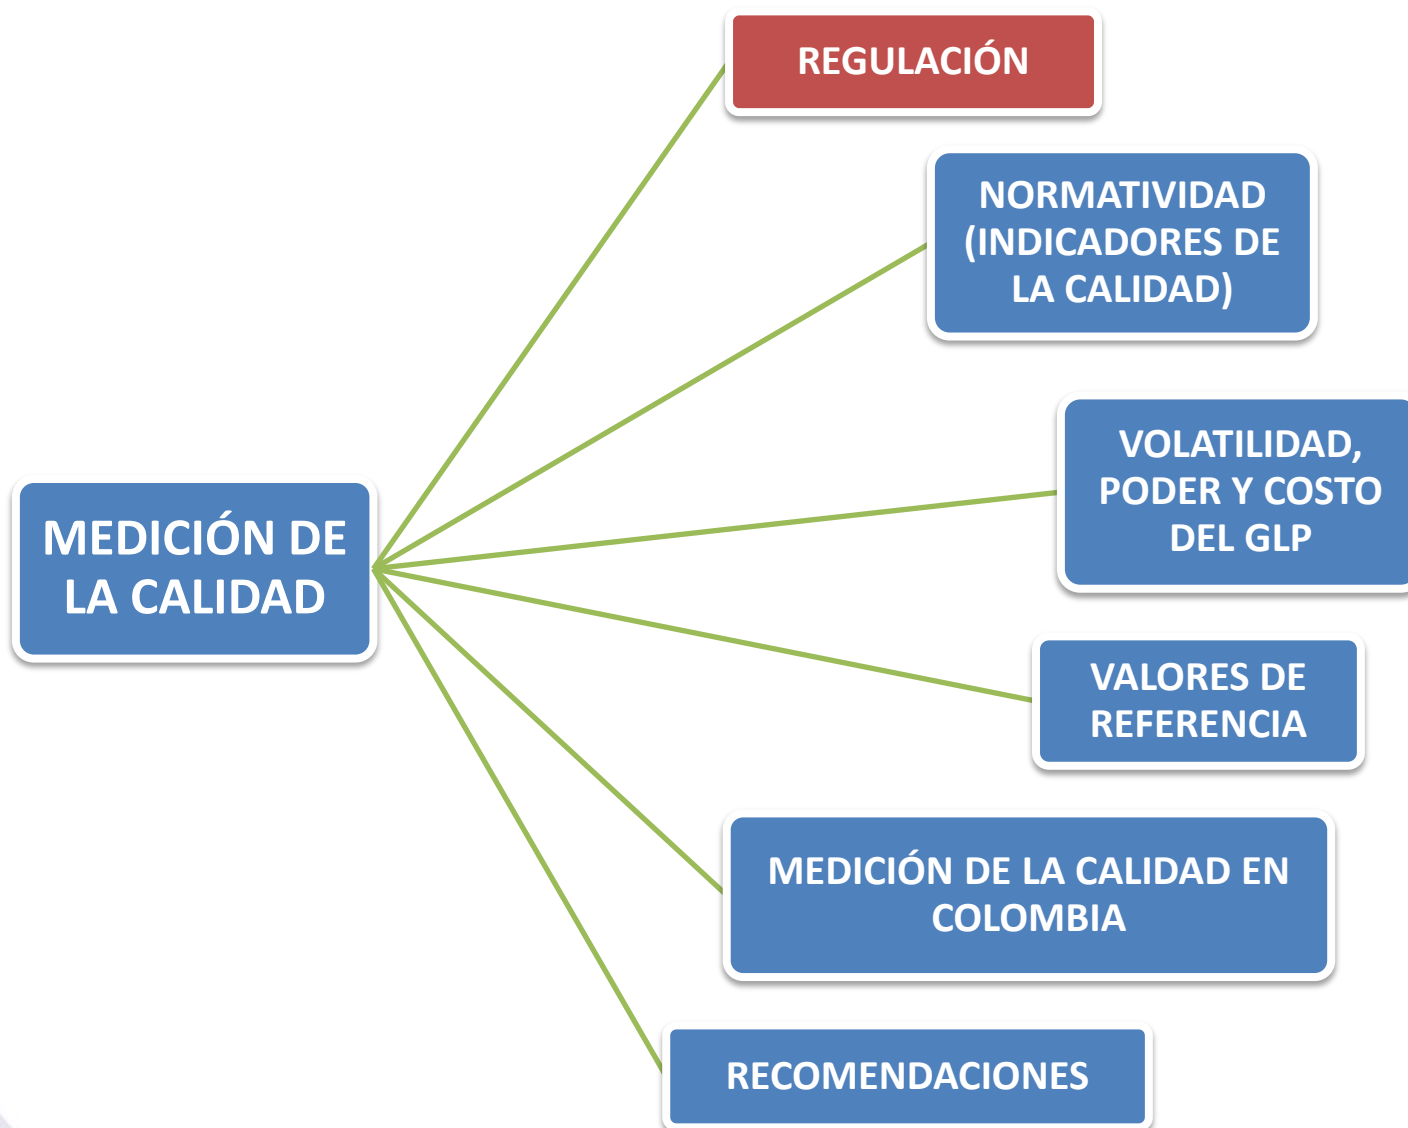 REGULACIÓN
NORMATIVIDAD
(INDICADORES DE
LA CALIDAD)
VOLATILIDAD,
PODER Y COSTO
DEL GLP
MEDICIÓN DE
LA CALIDAD
VALORES DE
REFERENCIA
MEDICIÓN DE LA CALIDAD EN
COLOMBIA
RECOMENDACIONES